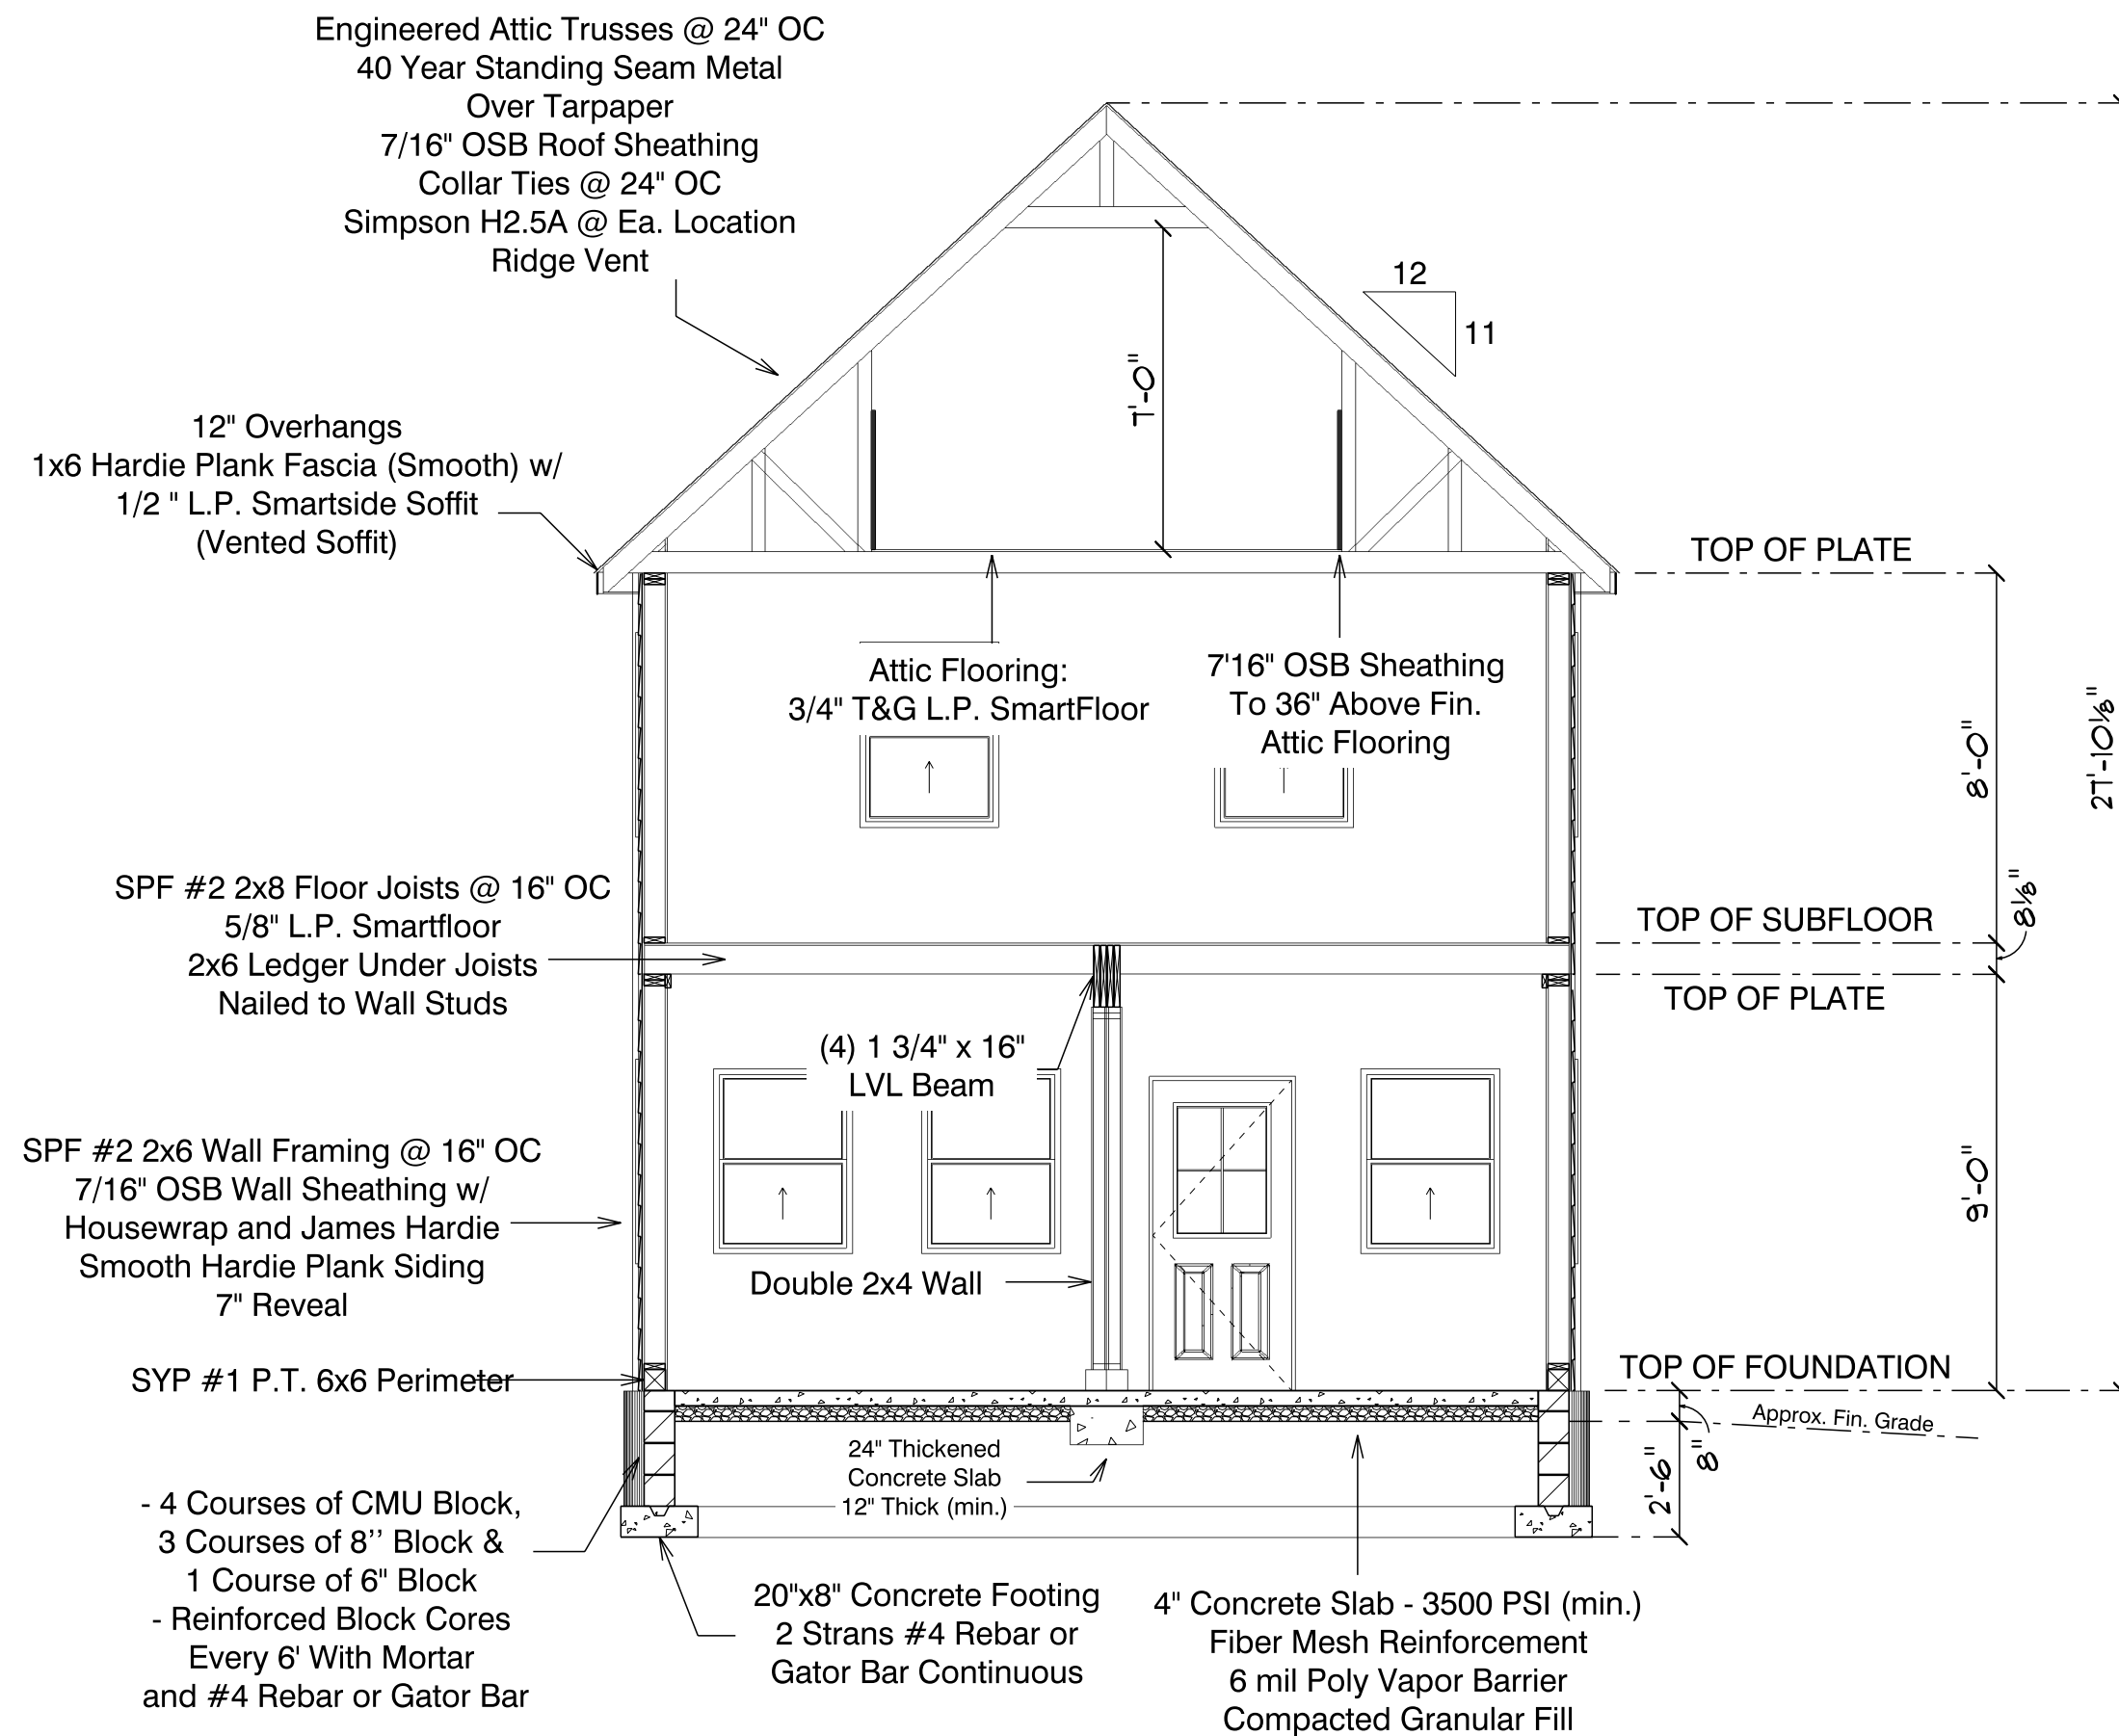 Engineered Attic Trusses @ 24" OC
40 Year Standing Seam Metal
Over Tarpaper
7/16" OSB Roof Sheathing
Collar Ties @ 24" OC
Simpson H2.5A @ Ea. Location
Ridge Vent
12
11
7'-0"
12" Overhangs
1x6 Hardie Plank Fascia (Smooth) w/
1/2 " L.P. Smartside Soffit
(Vented Soffit)
TOP OF PLATE
Attic Flooring:
3/4" T&G L.P. SmartFloor
7'16" OSB Sheathing
To 36" Above Fin.
Attic Flooring
8'-0"
27'-10⅛"
SPF #2 2x8 Floor Joists @ 16" OC
5/8" L.P. Smartfloor
2x6 Ledger Under Joists
Nailed to Wall Studs
TOP OF SUBFLOOR
8⅛"
TOP OF PLATE
(4) 1 3/4" x 16"
LVL Beam
SPF #2 2x6 Wall Framing @ 16" OC
7/16" OSB Wall Sheathing w/
Housewrap and James Hardie
Smooth Hardie Plank Siding
7" Reveal
Double 2x4 Wall
9'-0"
SYP #1 P.T. 6x6 Perimeter
TOP OF FOUNDATION
Approx. Fin. Grade
8"
2'-6"
24" Thickened
Concrete Slab
12" Thick (min.)
- 4 Courses of CMU Block,
3 Courses of 8’’ Block &
1 Course of 6" Block
- Reinforced Block Cores
Every 6' With Mortar
and #4 Rebar or Gator Bar
20"x8" Concrete Footing
2 Strans #4 Rebar or
Gator Bar Continuous
4" Concrete Slab - 3500 PSI (min.)
Fiber Mesh Reinforcement
6 mil Poly Vapor Barrier
Compacted Granular Fill